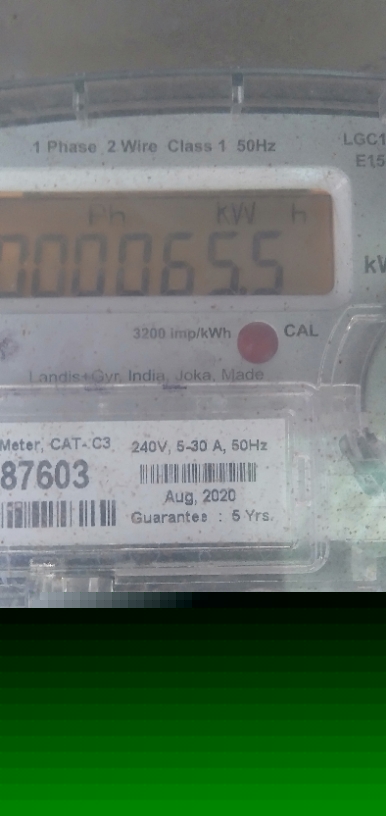 1 Phase 2 Wire Class 1 50Hz
LGC1
E15
Ph kW h
0000065.5
kW
3200 imp/kWh
CAL
Landis+Gyr, India, Joka, Made
Meter, CAT- C3
240V, 5-30 A, 50Hz
87603
Aug, 2020
Guarantee : 5 Yrs.